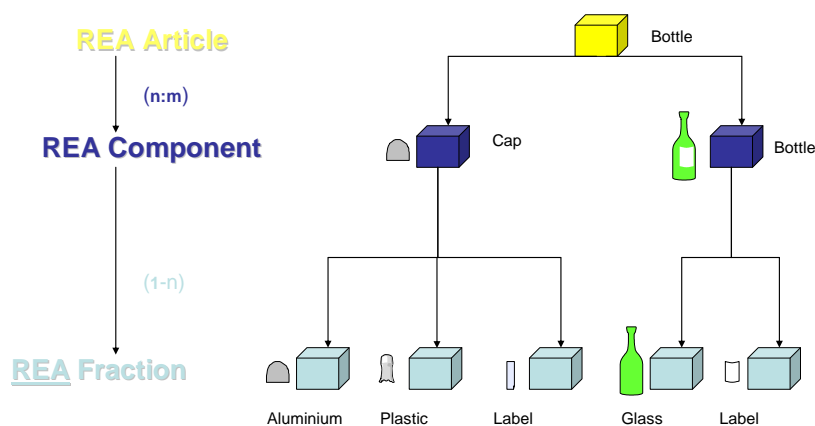 REA Article
Bottle
(n:m)
REA Component
Cap
Bottle
(1-n)
REA Fraction
Aluminium
Plastic
Label
Glass
Label